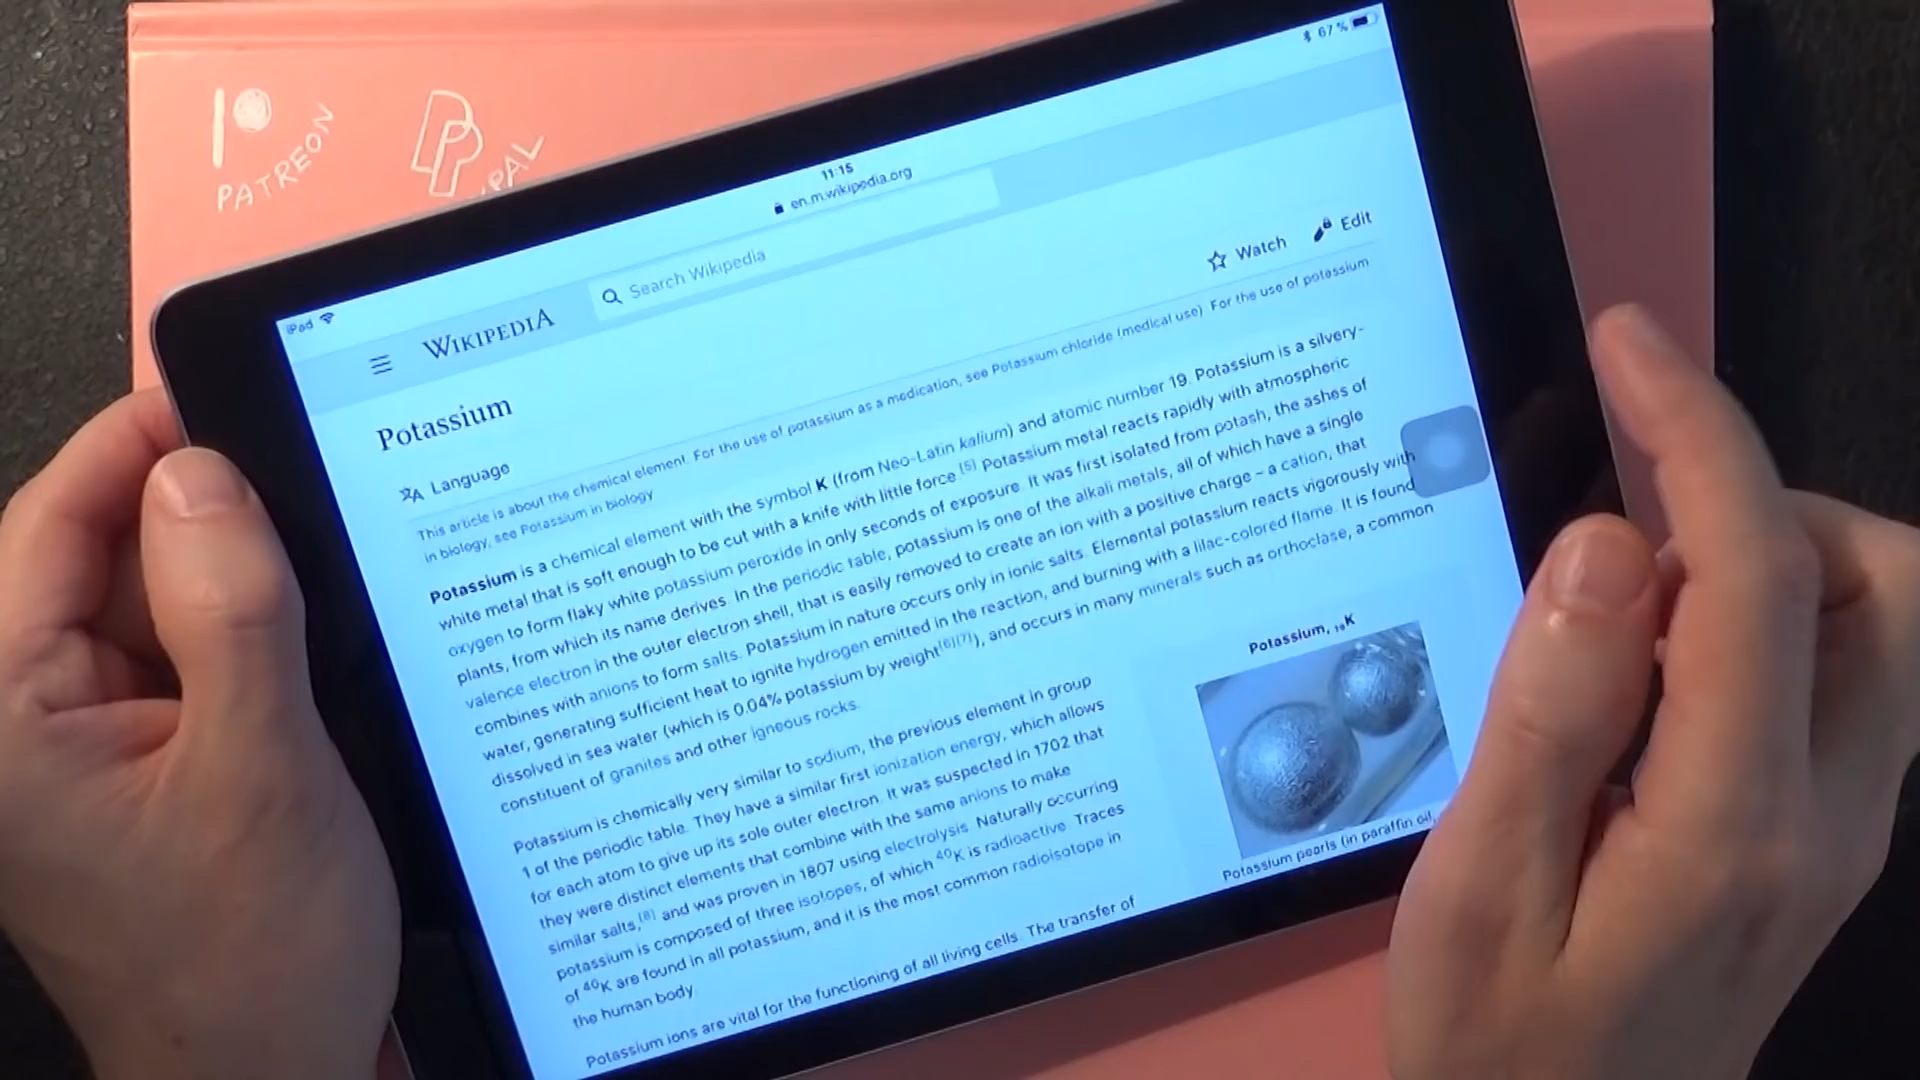 PATREON
PAL
iPad
11:15
67%
en.m.wikipedia.org
WIKIPEDIA
Search Wikipedia
Watch
Edit
Potassium
Language
This article is about the chemical element. For the use of potassium as a medication, see Potassium chloride (medical use) For the use of potassium
in biology, see Potassium in biology
Potassium is a chemical element with the symbol K (from Neo-Latin kalium) and atomic number 19. Potassium is a silvery-
white metal that is soft enough to be cut with a knife with little force.[5] Potassium metal reacts rapidly with atmospheric
oxygen to form flaky white potassium peroxide in only seconds of exposure. It was first isolated from potash, the ashes of
plants, from which its name derives. In the periodic table, potassium is one of the alkali metals, all of which have a single
valence electron in the outer electron shell, that is easily removed to create an ion with a positive charge – a cation, that
combines with anions to form salts. Potassium in nature occurs only in ionic salts. Elemental potassium reacts vigorously with
water, generating sufficient heat to ignite hydrogen emitted in the reaction, and burning with a lilac-colored flame. It is found
dissolved in sea water (which is 0.04% potassium by weight[6][7]), and occurs in many minerals such as orthoclase, a common
constituent of granites and other igneous rocks.
Potassium is chemically very similar to sodium, the previous element in group
1 of the periodic table. They have a similar first ionization energy, which allows
for each atom to give up its sole outer electron. It was suspected in 1702 that
they were distinct elements that combine with the same anions to make
similar salts,[8] and was proven in 1807 using electrolysis. Naturally occurring
potassium is composed of three isotopes, of which ⁴⁰K is radioactive. Traces
of ⁴⁰K are found in all potassium, and it is the most common radioisotope in
the human body.
Potassium ions are vital for the functioning of all living cells. The transfer of
Potassium, ₁₉K
Potassium pearls (in paraffin oil,